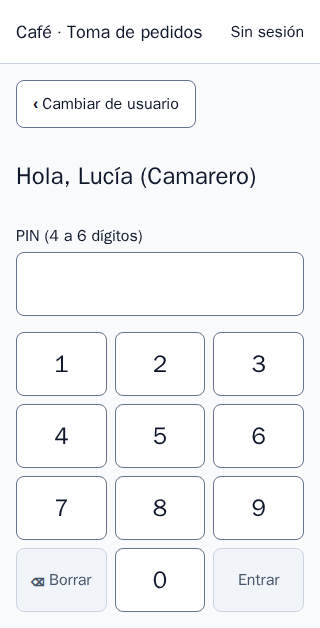 Café · Toma de pedidos Sin sesión
‹ Cambiar de usuario
Hola, Lucía (Camarero)
PIN (4 a 6 dígitos)
1 2 3
4 5 6
7 8 9
⌫ Borrar 0 Entrar